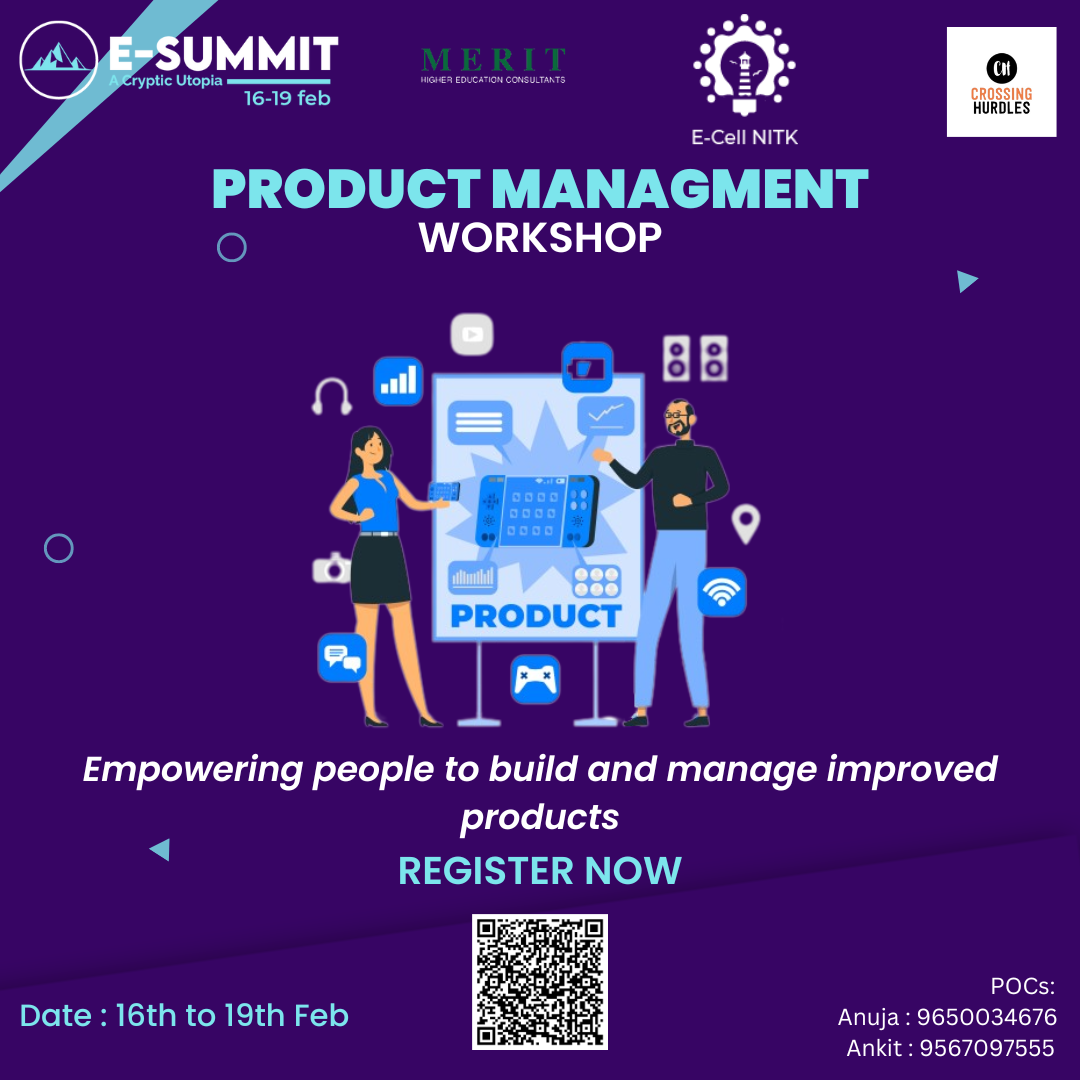 E-SUMMIT
A Cryptic Utopia
16-19 feb
MERIT
HIGHER EDUCATION CONSULTANTS
E-Cell NITK
CH
CROSSING
HURDLES
PRODUCT MANAGMENT
WORKSHOP
PRODUCT
Empowering people to build and manage improved
products
REGISTER NOW
Date : 16th to 19th Feb
POCs:
Anuja : 9650034676
Ankit : 9567097555